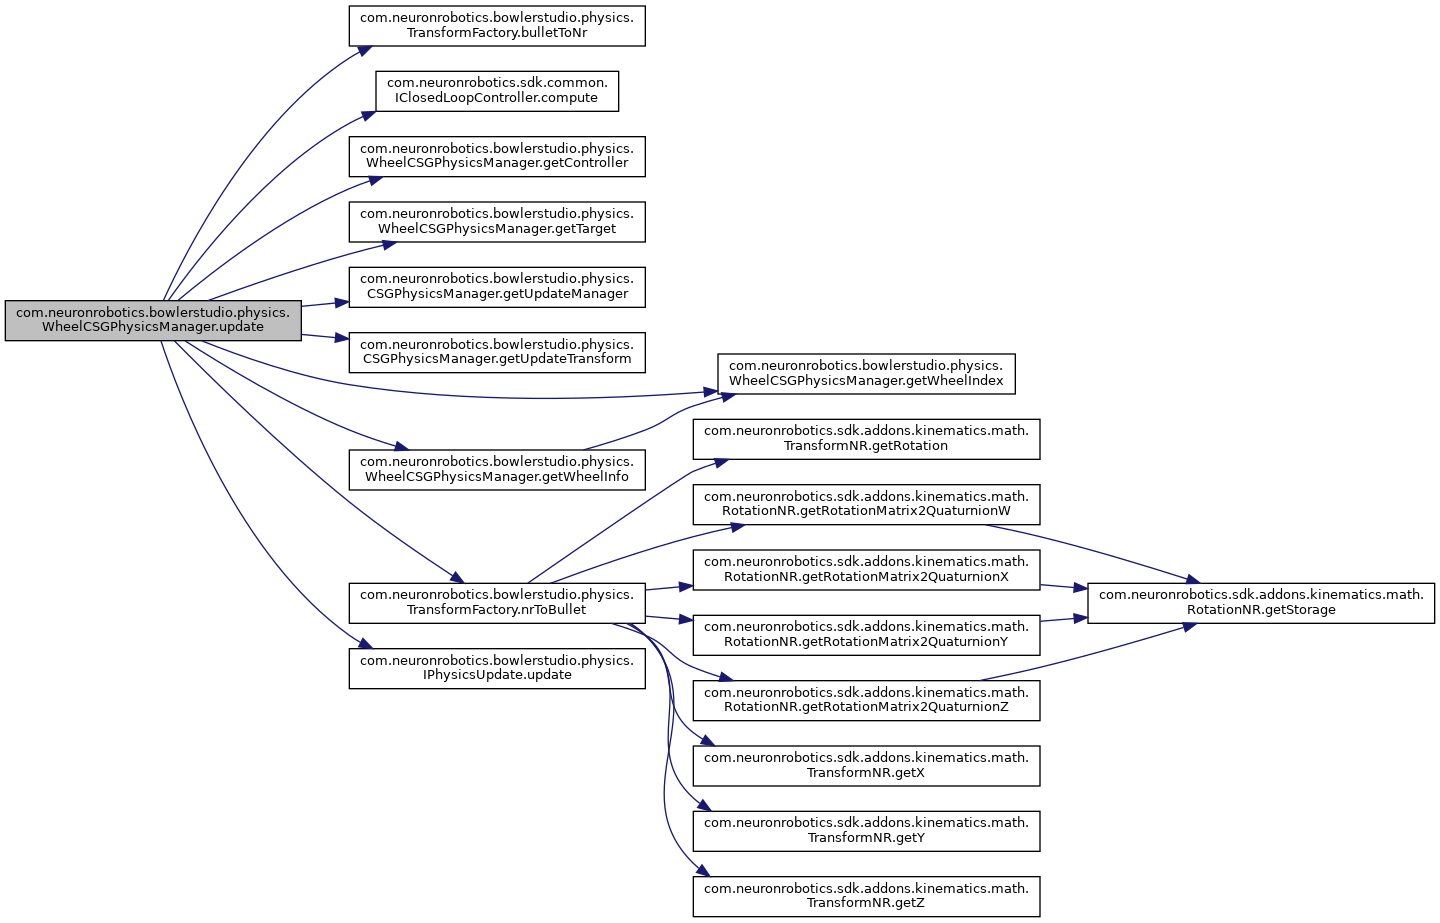 com.neuronrobotics.bowlerstudio.physics.
TransformFactory.bulletToNr
com.neuronrobotics.sdk.common.
IClosedLoopController.compute
com.neuronrobotics.bowlerstudio.physics.
WheelCSGPhysicsManager.getController
com.neuronrobotics.bowlerstudio.physics.
WheelCSGPhysicsManager.getTarget
com.neuronrobotics.bowlerstudio.physics.
CSGPhysicsManager.getUpdateManager
com.neuronrobotics.bowlerstudio.physics.
WheelCSGPhysicsManager.update
com.neuronrobotics.bowlerstudio.physics.
CSGPhysicsManager.getUpdateTransform
com.neuronrobotics.bowlerstudio.physics.
WheelCSGPhysicsManager.getWheelIndex
com.neuronrobotics.sdk.addons.kinematics.math.
TransformNR.getRotation
com.neuronrobotics.bowlerstudio.physics.
WheelCSGPhysicsManager.getWheelInfo
com.neuronrobotics.sdk.addons.kinematics.math.
RotationNR.getRotationMatrix2QuaturnionW
com.neuronrobotics.sdk.addons.kinematics.math.
RotationNR.getRotationMatrix2QuaturnionX
com.neuronrobotics.bowlerstudio.physics.
TransformFactory.nrToBullet
com.neuronrobotics.sdk.addons.kinematics.math.
RotationNR.getStorage
com.neuronrobotics.sdk.addons.kinematics.math.
RotationNR.getRotationMatrix2QuaturnionY
com.neuronrobotics.bowlerstudio.physics.
IPhysicsUpdate.update
com.neuronrobotics.sdk.addons.kinematics.math.
RotationNR.getRotationMatrix2QuaturnionZ
com.neuronrobotics.sdk.addons.kinematics.math.
TransformNR.getX
com.neuronrobotics.sdk.addons.kinematics.math.
TransformNR.getY
com.neuronrobotics.sdk.addons.kinematics.math.
TransformNR.getZ